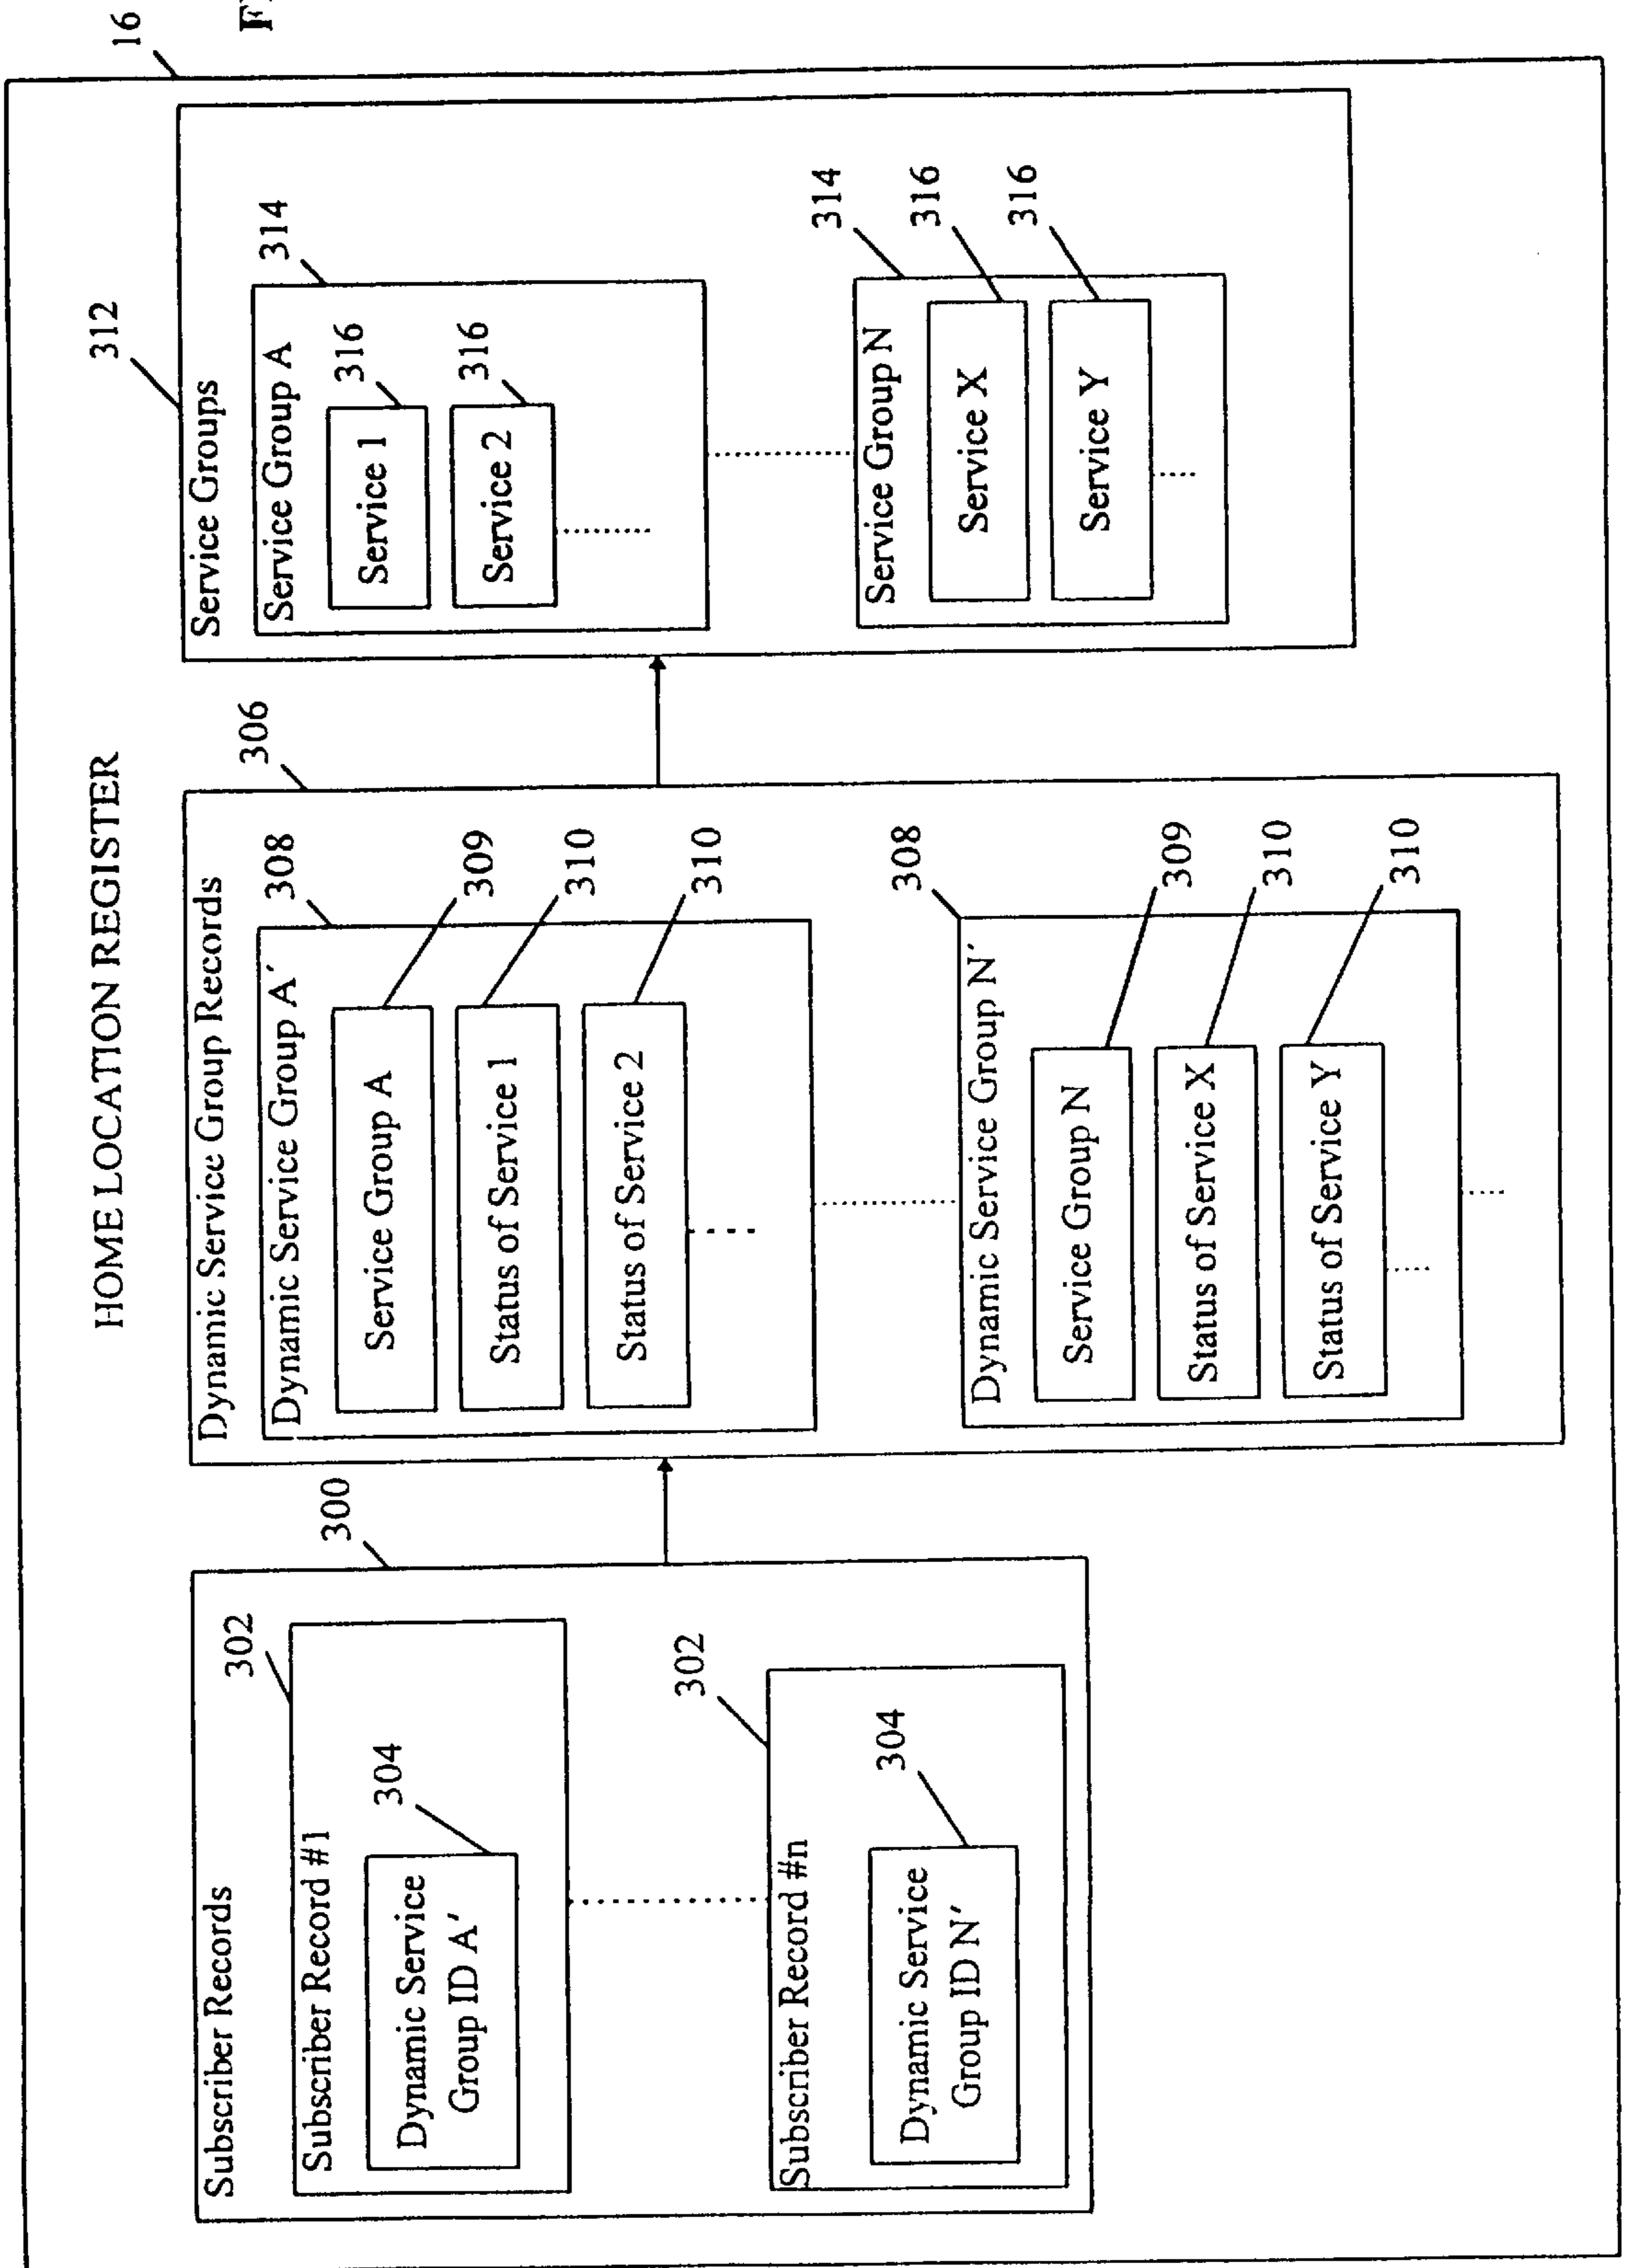 HOME LOCATION REGISTER
16
Subscriber Records
300
Subscriber Record #1
302
Dynamic Service
Group ID A′
304
Subscriber Record #n
302
Dynamic Service
Group ID N′
304
Dynamic Service Group Records
306
Dynamic Service Group A′
308
Service Group A
309
Status of Service 1
310
Status of Service 2
310
Dynamic Service Group N′
308
Service Group N
309
Status of Service X
310
Status of Service Y
310
Service Groups
312
Service Group A
314
Service 1
316
Service 2
316
Service Group N
314
Service X
316
Service Y
316